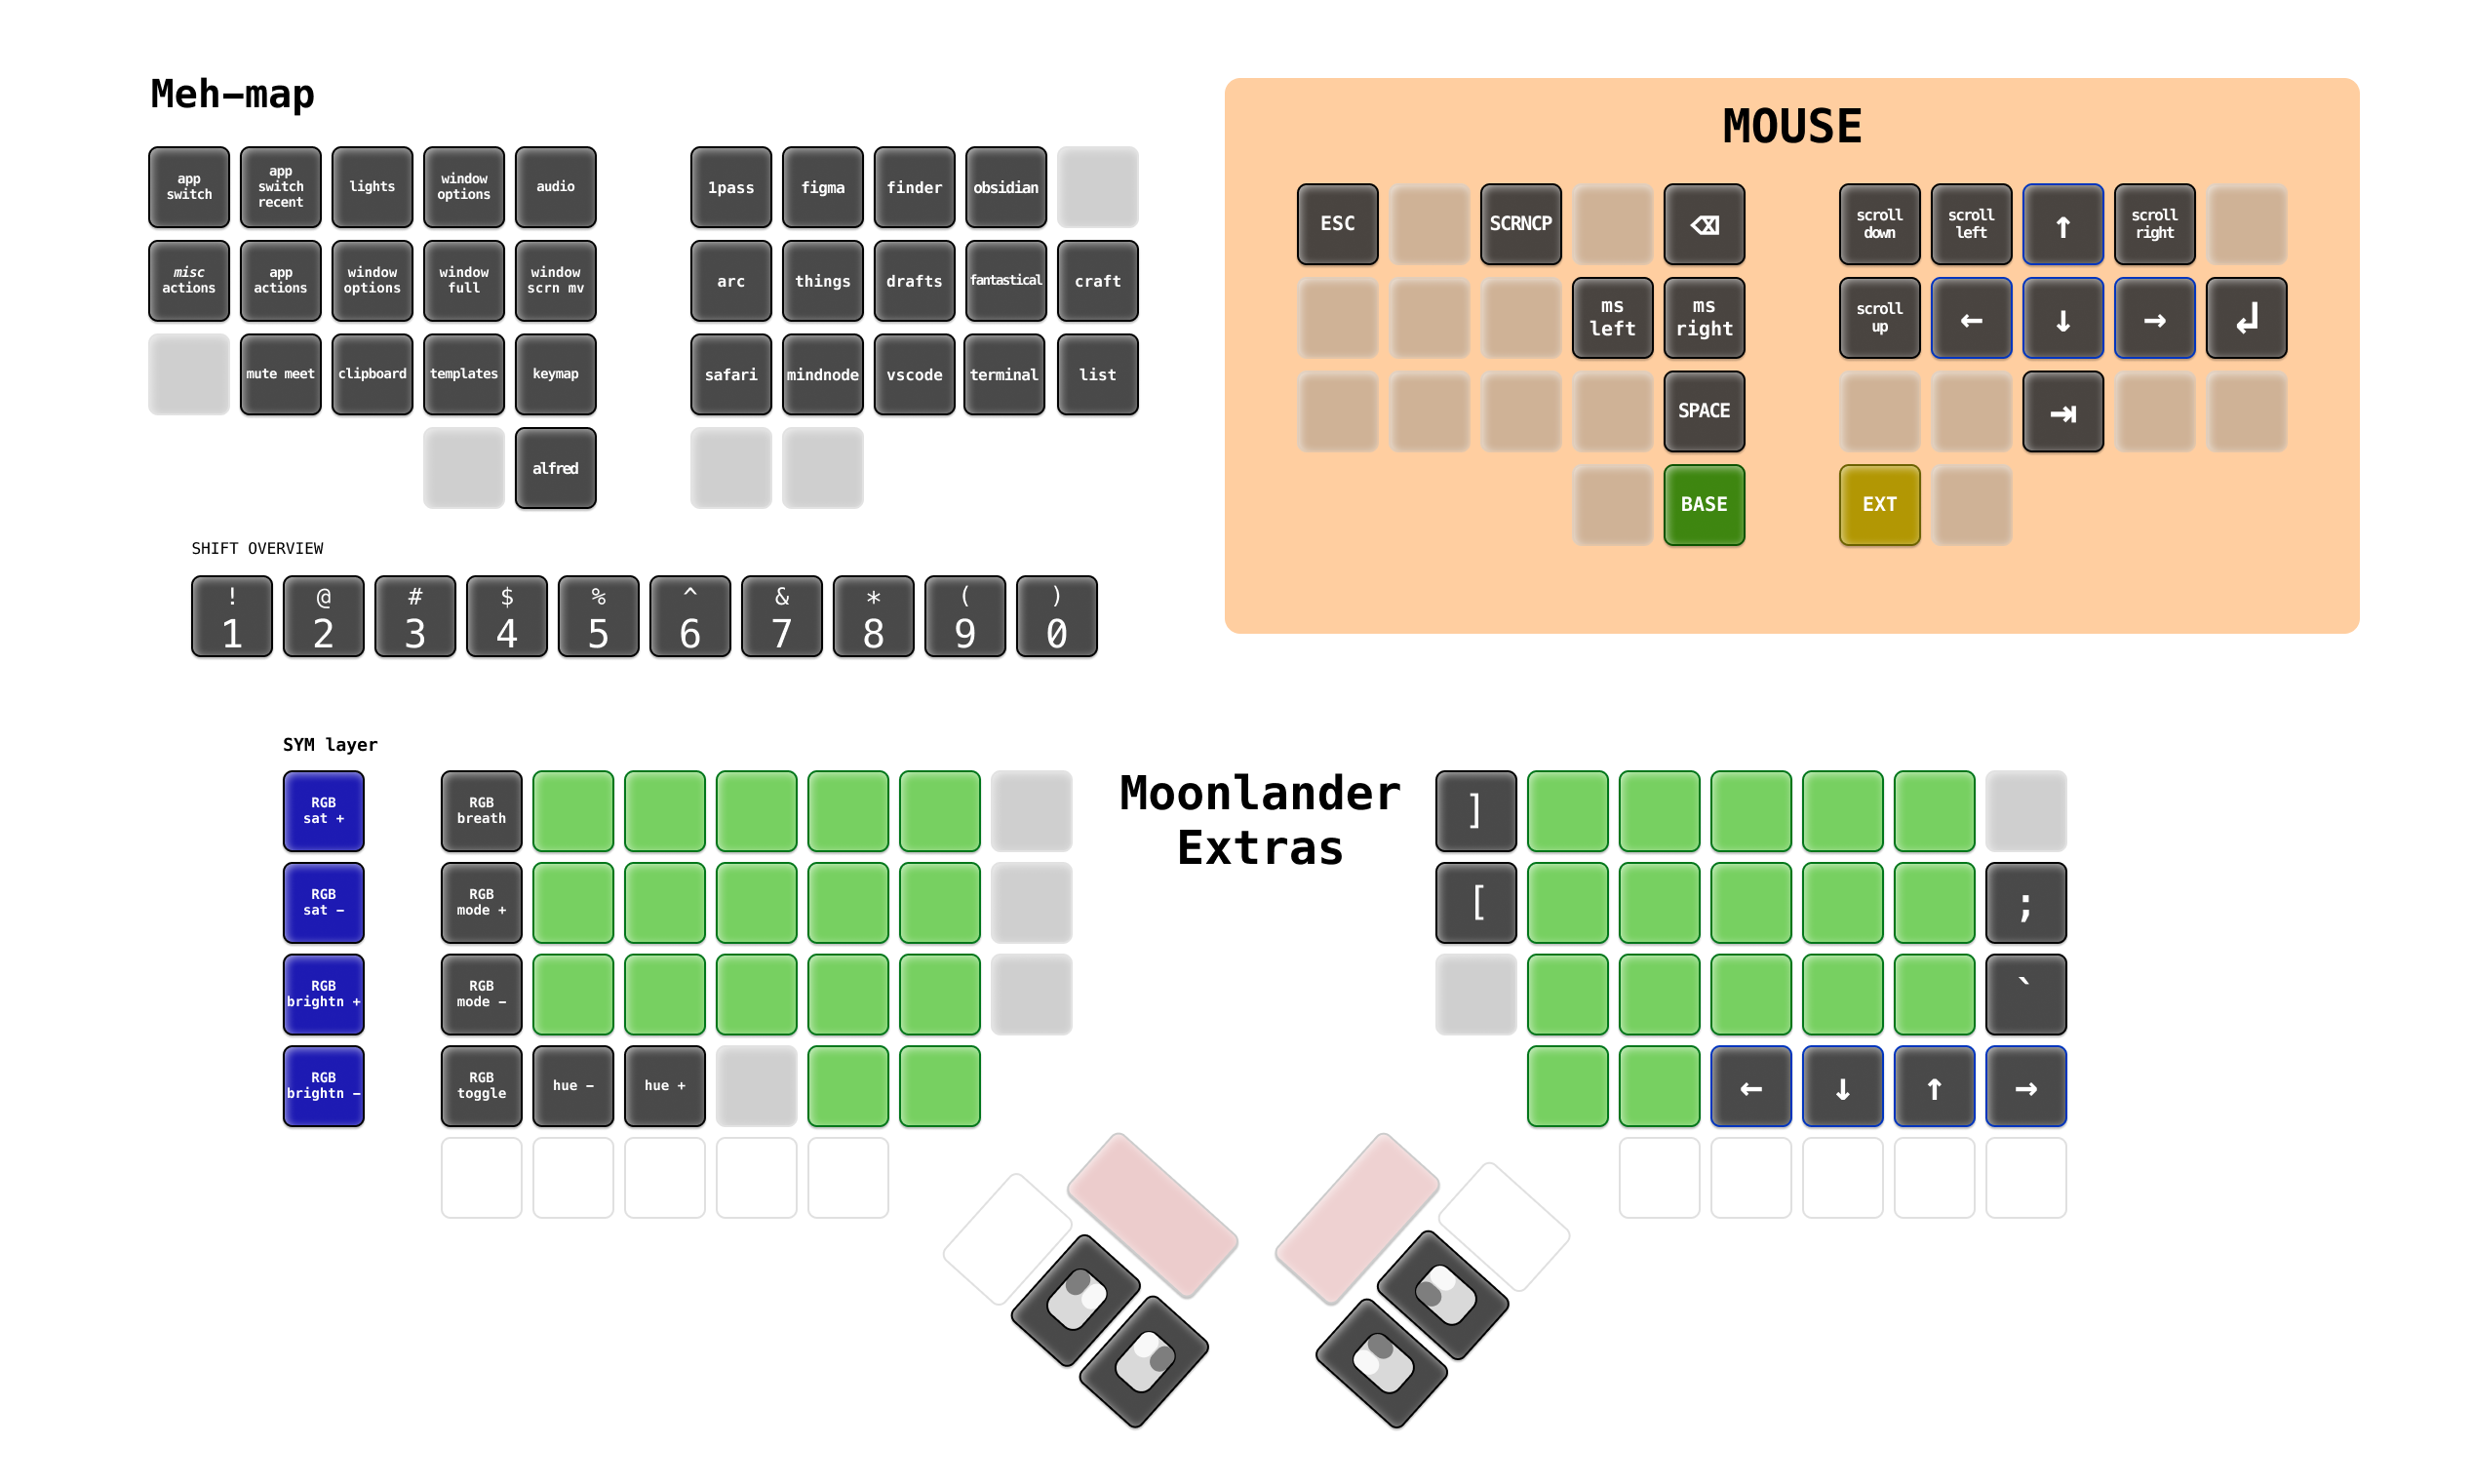 Meh-map
app switch
app switch recent
lights
window options
audio
1pass
figma
finder
obsidian
misc actions
app actions
window options
window full
window scrn mv
arc
things
drafts
fantastical
craft
mute meet
clipboard
templates
keymap
safari
mindnode
vscode
terminal
list
alfred
SHIFT OVERVIEW
! @ # $ % ^ & * ( )
1 2 3 4 5 6 7 8 9 0
MOUSE
ESC
SCRNCP
⌫
scroll down
scroll left
↑
scroll right
ms left
ms right
scroll up
←
↓
→
↲
SPACE
⇥
BASE
EXT
SYM layer
Moonlander
Extras
RGB sat +
RGB breath
]
RGB sat −
RGB mode +
[
;
RGB brightn +
RGB mode −
`
RGB brightn −
RGB toggle
hue −
hue +
←
↓
↑
→